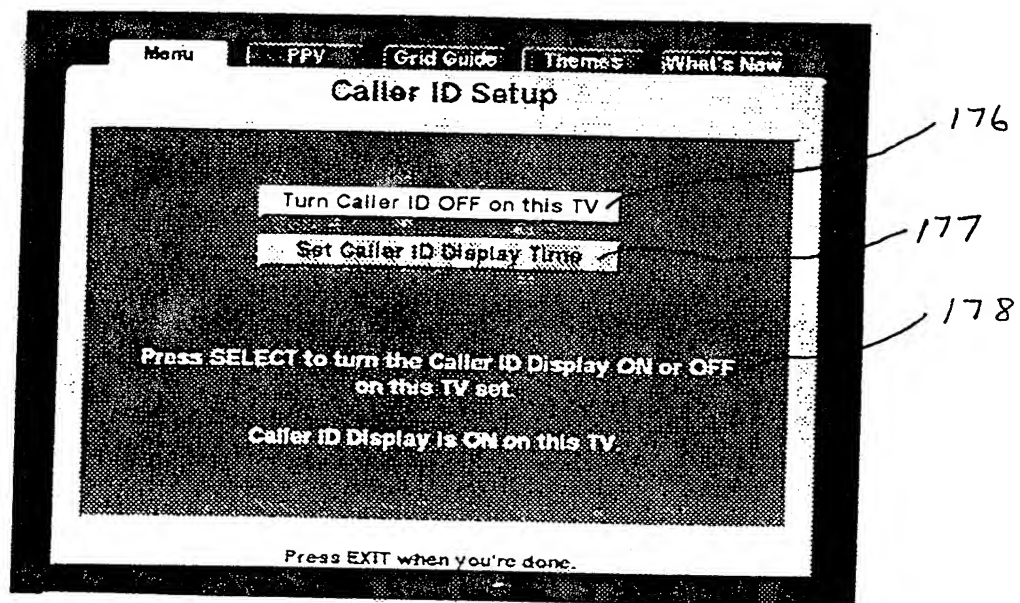 Menu PPV Grid Guide Themes What's New
Caller ID Setup
176
Turn Caller ID OFF on this TV
177
Set Caller ID Display Time
178
Press SELECT to turn the Caller ID Display ON or OFF
on this TV set.
Caller ID Display is ON on this TV.
Press EXIT when you're done.